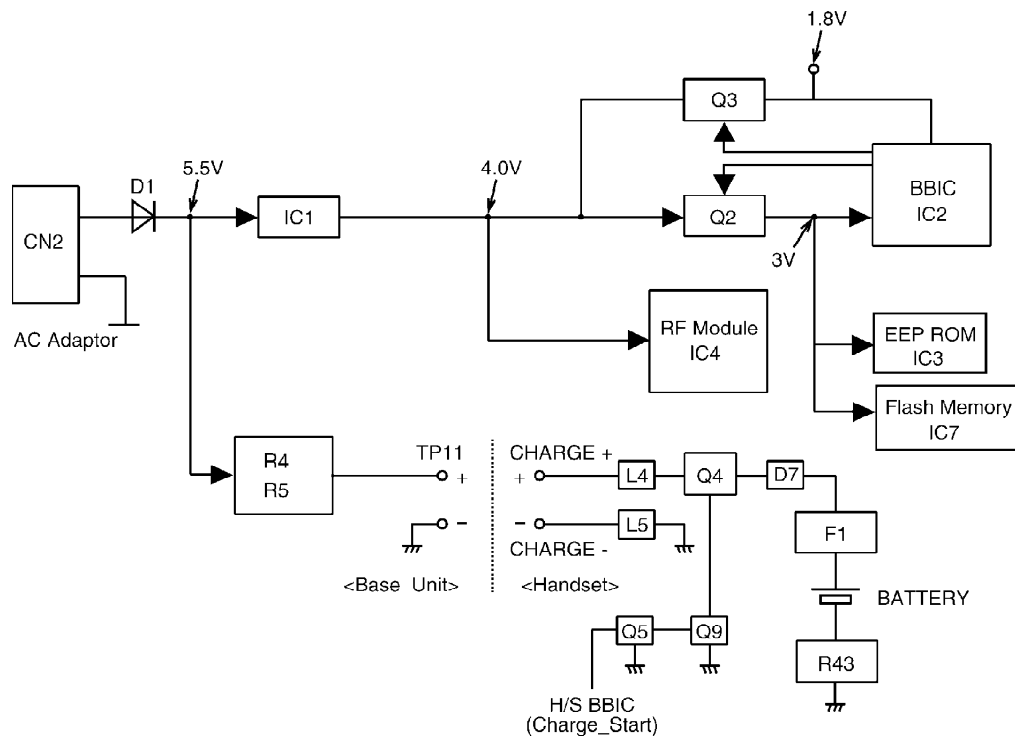 1.8V
Q3
5.5V
4.0V
D1
BBIC
IC2
CN2
IC1
Q2
3V
AC Adaptor
RF Module
IC4
EEP ROM
IC3
Flash Memory
IC7
R4
R5
TP11
+
-
CHARGE +
+
L4
Q4
D7
-
L5
CHARGE -
F1
<Base Unit>
<Handset>
BATTERY
Q5
Q9
R43
H/S BBIC
(Charge_Start)